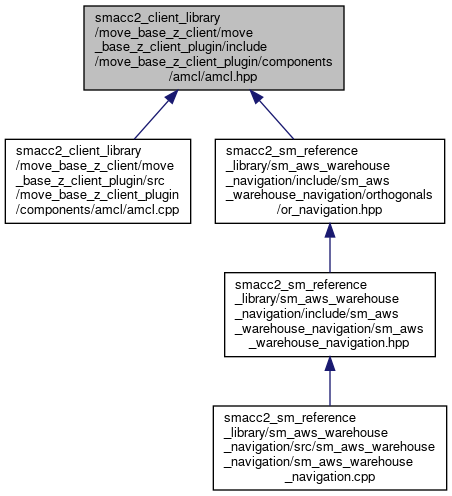 smacc2_client_library
/move_base_z_client/move
_base_z_client_plugin/include
/move_base_z_client_plugin/components
/amcl/amcl.hpp
smacc2_client_library
/move_base_z_client/move
_base_z_client_plugin/src
/move_base_z_client_plugin
/components/amcl/amcl.cpp
smacc2_sm_reference
_library/sm_aws_warehouse
_navigation/include/sm_aws
_warehouse_navigation/orthogonals
/or_navigation.hpp
smacc2_sm_reference
_library/sm_aws_warehouse
_navigation/include/sm_aws
_warehouse_navigation/sm_aws
_warehouse_navigation.hpp
smacc2_sm_reference
_library/sm_aws_warehouse
_navigation/src/sm_aws_warehouse
_navigation/sm_aws_warehouse
_navigation.cpp